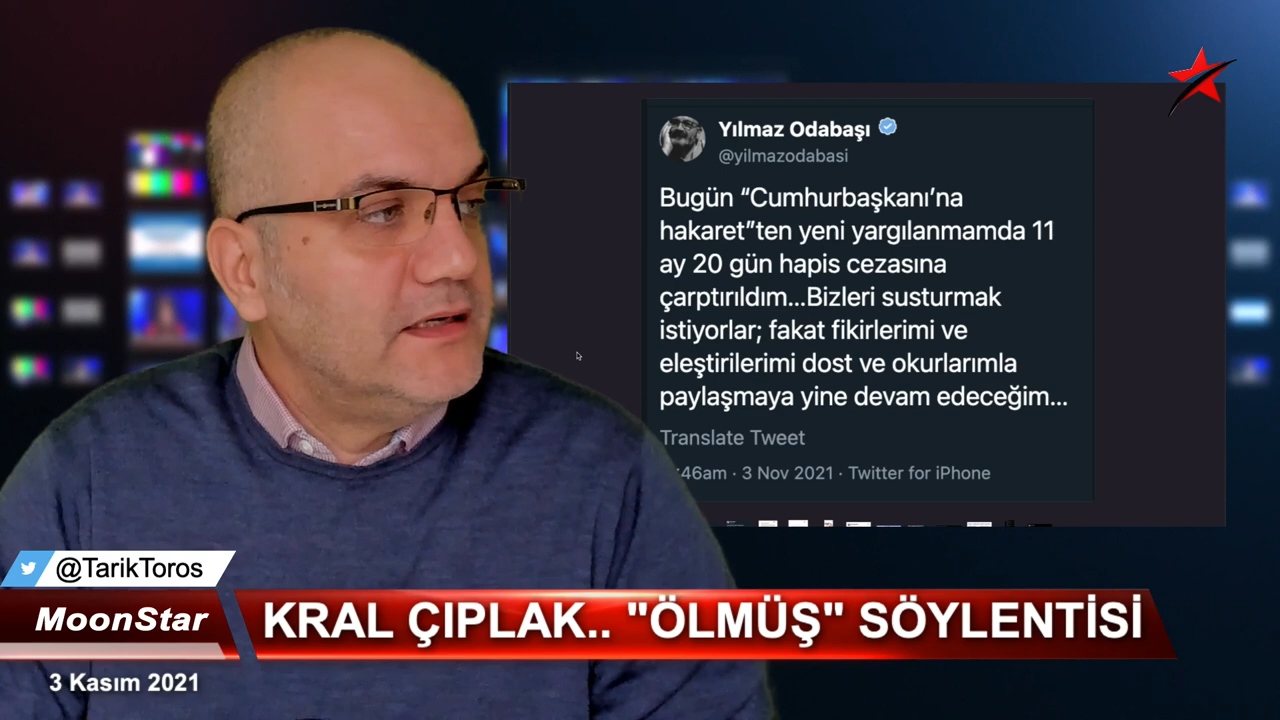 Yılmaz Odabaşı
@yilmazodabasi
Bugün “Cumhurbaşkanı’na
hakaret”ten yeni yargılanmamda 11
ay 20 gün hapis cezasına
çarptırıldım...Bizleri susturmak
istiyorlar; fakat fikirlerimi ve
eleştirilerimi dost ve okurlarımla
paylaşmaya yine devam edeceğim...
Translate Tweet
:46am · 3 Nov 2021 · Twitter for iPhone
@TarikToros
MoonStar
KRAL ÇIPLAK.. "ÖLMÜŞ" SÖYLENTİSİ
3 Kasım 2021